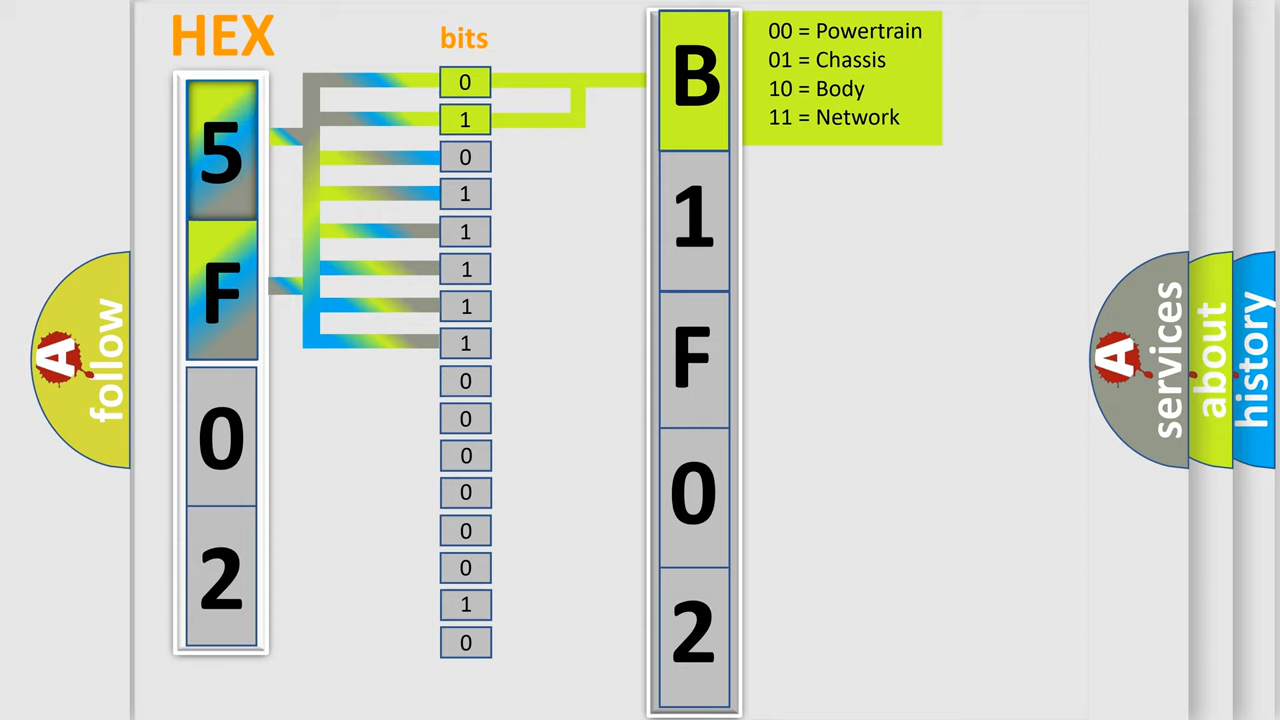 HEX
bits
5
F
0
2
0
1
0
1
1
1
1
1
0
0
0
0
0
0
1
0
B
1
F
0
2
00 = Powertrain
01 = Chassis
10 = Body
11 = Network
A
follow
A
services
about
history